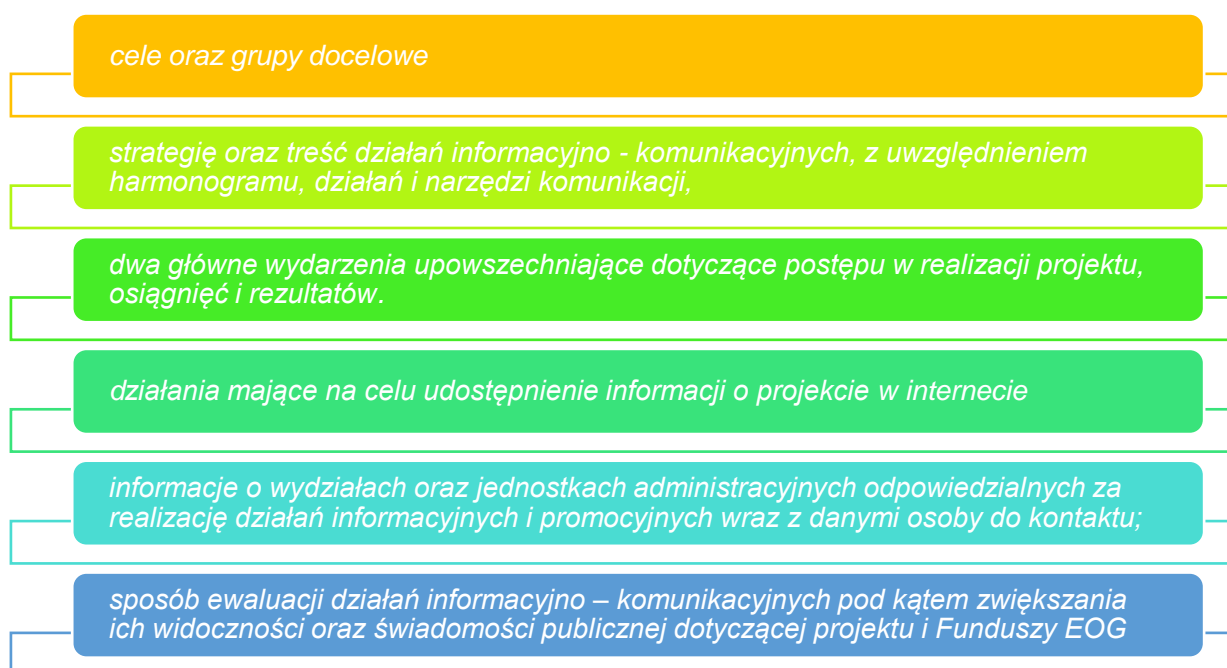 cele oraz grupy docelowe
strategię oraz treść działań informacyjno - komunikacyjnych, z uwzględnieniem
harmonogramu, działań i narzędzi komunikacji,
dwa główne wydarzenia upowszechniające dotyczące postępu w realizacji projektu,
osiągnięć i rezultatów.
działania mające na celu udostępnienie informacji o projekcie w internecie
informacje o wydziałach oraz jednostkach administracyjnych odpowiedzialnych za
realizację działań informacyjnych i promocyjnych wraz z danymi osoby do kontaktu;
sposób ewaluacji działań informacyjno – komunikacyjnych pod kątem zwiększania
ich widoczności oraz świadomości publicznej dotyczącej projektu i Funduszy EOG